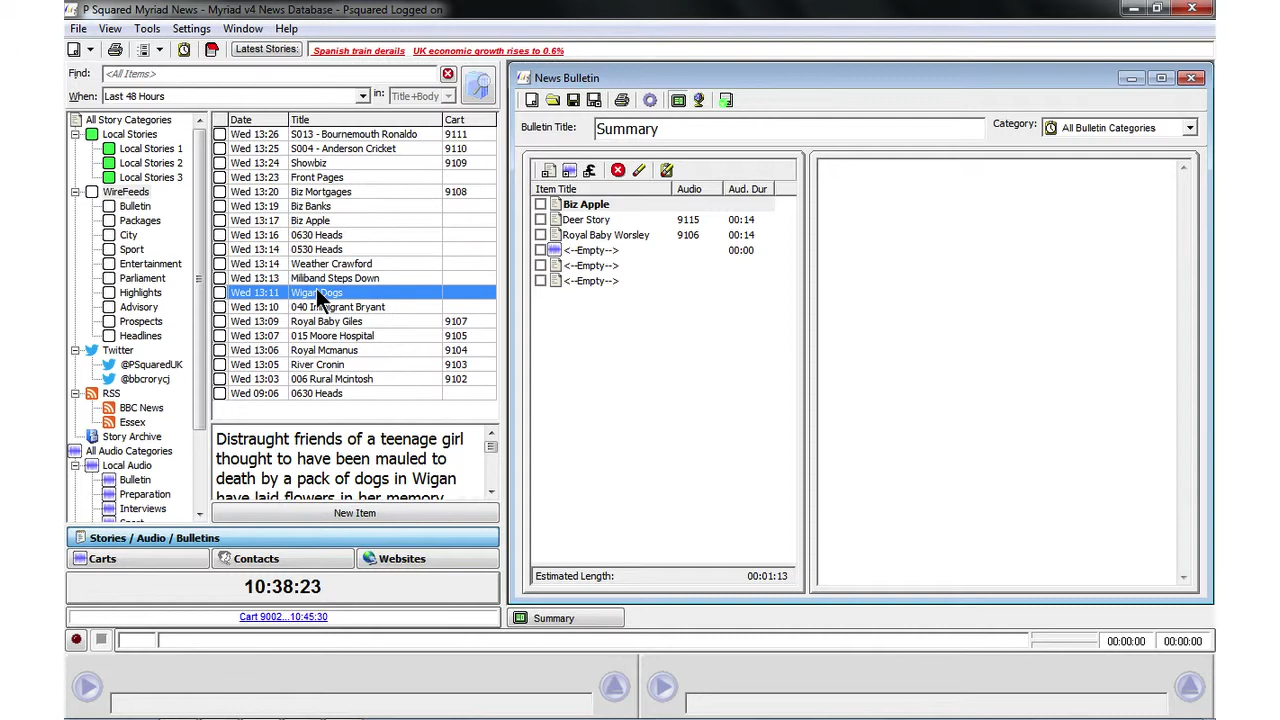 P Squared Myriad News - Myriad v4 News Database - Psquared Logged on
File View Tools Settings Window Help
Latest Stories: Spanish train derails UK economic growth rises to 0.6%
Find: <All Items>
When: Last 48 Hours in: Title+Body
All Story Categories
Local Stories
Local Stories 1
Local Stories 2
Local Stories 3
WireFeeds
Bulletin
Packages
City
Sport
Entertainment
Parliament
Highlights
Advisory
Prospects
Headlines
Twitter
@PSquaredUK
@bbcrorycj
RSS
BBC News
Essex
Story Archive
All Audio Categories
Local Audio
Bulletin
Preparation
Interviews
Date Title Cart
Wed 13:26 S013 - Bournemouth Ronaldo 9111
Wed 13:25 S004 - Anderson Cricket 9110
Wed 13:24 Showbiz 9109
Wed 13:23 Front Pages
Wed 13:20 Biz Mortgages 9108
Wed 13:19 Biz Banks
Wed 13:17 Biz Apple
Wed 13:16 0630 Heads
Wed 13:14 0530 Heads
Wed 13:14 Weather Crawford
Wed 13:13 Miliband Steps Down
Wed 13:11 Wigan Dogs
Wed 13:10 040 Immigrant Bryant
Wed 13:09 Royal Baby Giles 9107
Wed 13:07 015 Moore Hospital 9105
Wed 13:06 Royal Mcmanus 9104
Wed 13:05 River Cronin 9103
Wed 13:03 006 Rural Mcintosh 9102
Wed 09:06 0630 Heads
Distraught friends of a teenage girl
thought to have been mauled to
death by a pack of dogs in Wigan
have laid flowers in her memory
New Item
Stories / Audio / Bulletins
Carts Contacts Websites
10:38:23
Cart 9002...10:45:30
News Bulletin
Bulletin Title: Summary Category: All Bulletin Categories
Item Title Audio Aud. Dur
Biz Apple
Deer Story 9115 00:14
Royal Baby Worsley 9106 00:14
<--Empty--> 00:00
<--Empty-->
<--Empty-->
Estimated Length: 00:01:13
Summary
00:00:00 00:00:00